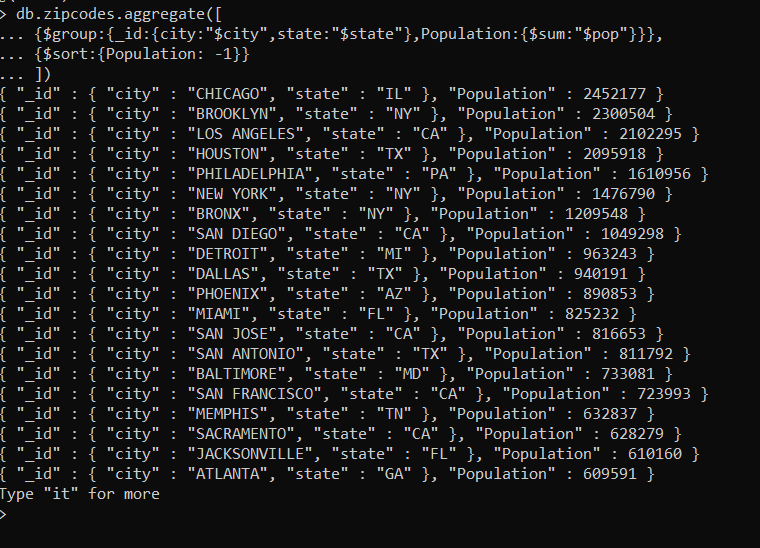 > db.zipcodes.aggregate([
... {$group:{_id:{city:"$city",state:"$state"},Population:{$sum:"$pop"}}},
... {$sort:{Population: -1}}
... ])
{ "_id" : { "city" : "CHICAGO", "state" : "IL" }, "Population" : 2452177 }
{ "_id" : { "city" : "BROOKLYN", "state" : "NY" }, "Population" : 2300504 }
{ "_id" : { "city" : "LOS ANGELES", "state" : "CA" }, "Population" : 2102295 }
{ "_id" : { "city" : "HOUSTON", "state" : "TX" }, "Population" : 2095918 }
{ "_id" : { "city" : "PHILADELPHIA", "state" : "PA" }, "Population" : 1610956 }
{ "_id" : { "city" : "NEW YORK", "state" : "NY" }, "Population" : 1476790 }
{ "_id" : { "city" : "BRONX", "state" : "NY" }, "Population" : 1209548 }
{ "_id" : { "city" : "SAN DIEGO", "state" : "CA" }, "Population" : 1049298 }
{ "_id" : { "city" : "DETROIT", "state" : "MI" }, "Population" : 963243 }
{ "_id" : { "city" : "DALLAS", "state" : "TX" }, "Population" : 940191 }
{ "_id" : { "city" : "PHOENIX", "state" : "AZ" }, "Population" : 890853 }
{ "_id" : { "city" : "MIAMI", "state" : "FL" }, "Population" : 825232 }
{ "_id" : { "city" : "SAN JOSE", "state" : "CA" }, "Population" : 816653 }
{ "_id" : { "city" : "SAN ANTONIO", "state" : "TX" }, "Population" : 811792 }
{ "_id" : { "city" : "BALTIMORE", "state" : "MD" }, "Population" : 733081 }
{ "_id" : { "city" : "SAN FRANCISCO", "state" : "CA" }, "Population" : 723993 }
{ "_id" : { "city" : "MEMPHIS", "state" : "TN" }, "Population" : 632837 }
{ "_id" : { "city" : "SACRAMENTO", "state" : "CA" }, "Population" : 628279 }
{ "_id" : { "city" : "JACKSONVILLE", "state" : "FL" }, "Population" : 610160 }
{ "_id" : { "city" : "ATLANTA", "state" : "GA" }, "Population" : 609591 }
Type "it" for more
>